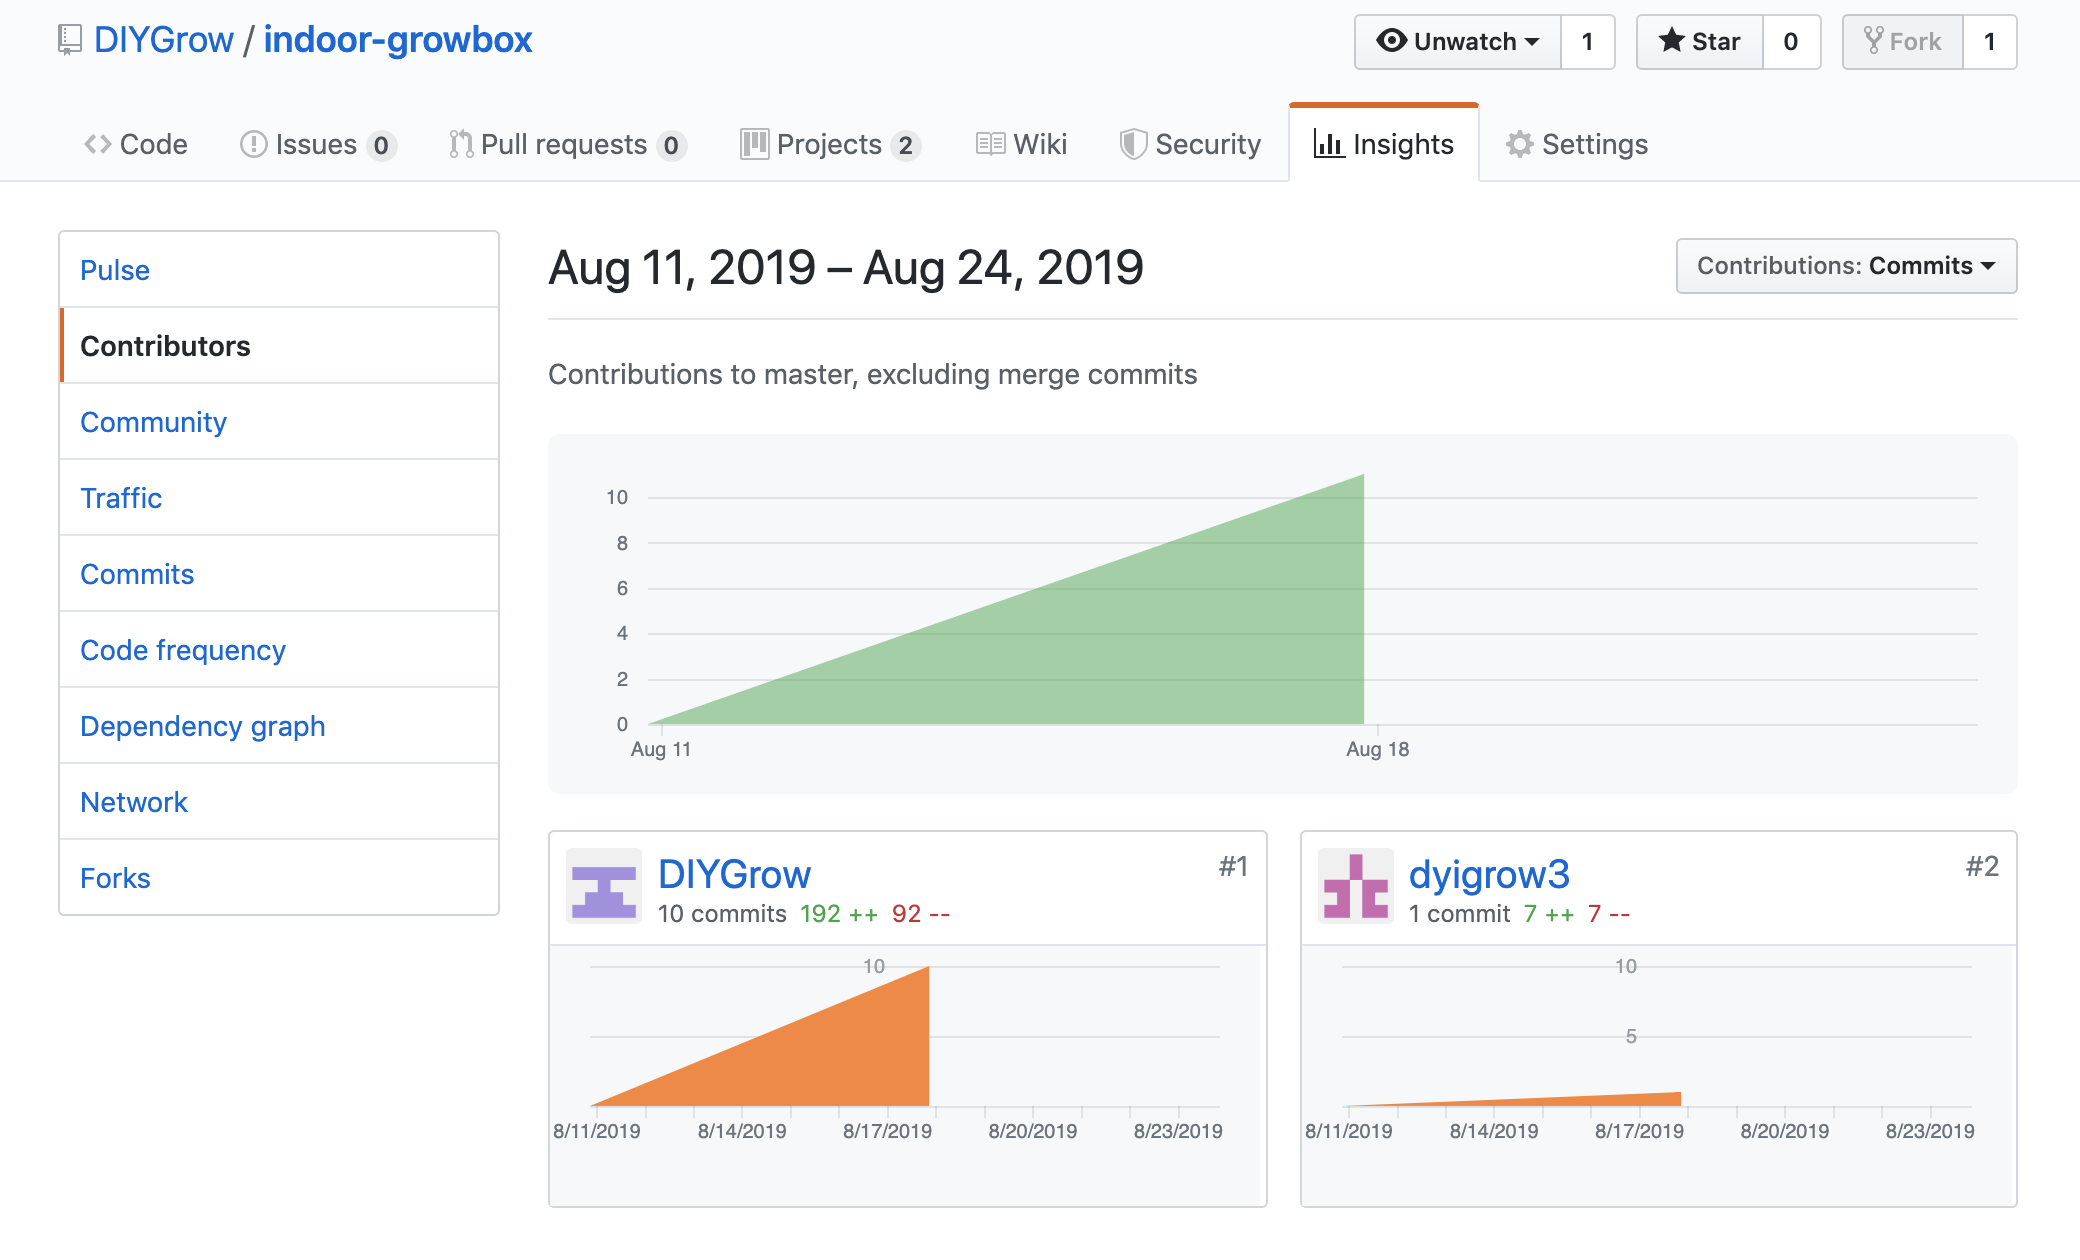 DIYGrow / indoor-growbox
Unwatch 1 Star 0 Fork 1
Code Issues 0 Pull requests 0 Projects 2 Wiki Security Insights Settings
Pulse
Contributors
Community
Traffic
Commits
Code frequency
Dependency graph
Network
Forks
Aug 11, 2019 – Aug 24, 2019
Contributions: Commits
Contributions to master, excluding merge commits
10
8
6
4
2
0
Aug 11 Aug 18
DIYGrow #1
10 commits 192 ++ 92 --
10
8/11/2019 8/14/2019 8/17/2019 8/20/2019 8/23/2019
dyigrow3 #2
1 commit 7 ++ 7 --
10
5
8/11/2019 8/14/2019 8/17/2019 8/20/2019 8/23/2019